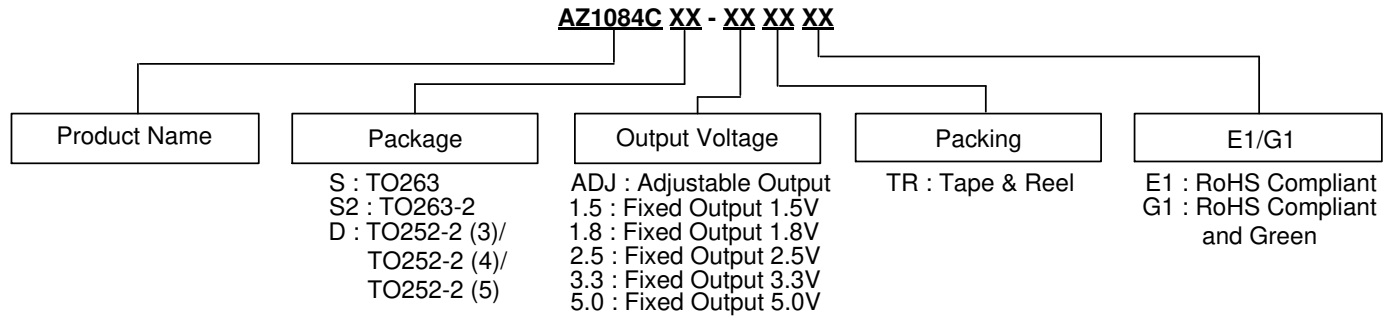 AZ1084C XX - XX XX XX
Product Name
Package
S : TO263
S2 : TO263-2
D : TO252-2 (3)/
TO252-2 (4)/
TO252-2 (5)
Output Voltage
ADJ : Adjustable Output
1.5 : Fixed Output 1.5V
1.8 : Fixed Output 1.8V
2.5 : Fixed Output 2.5V
3.3 : Fixed Output 3.3V
5.0 : Fixed Output 5.0V
Packing
TR : Tape & Reel
E1/G1
E1 : RoHS Compliant
G1 : RoHS Compliant
and Green